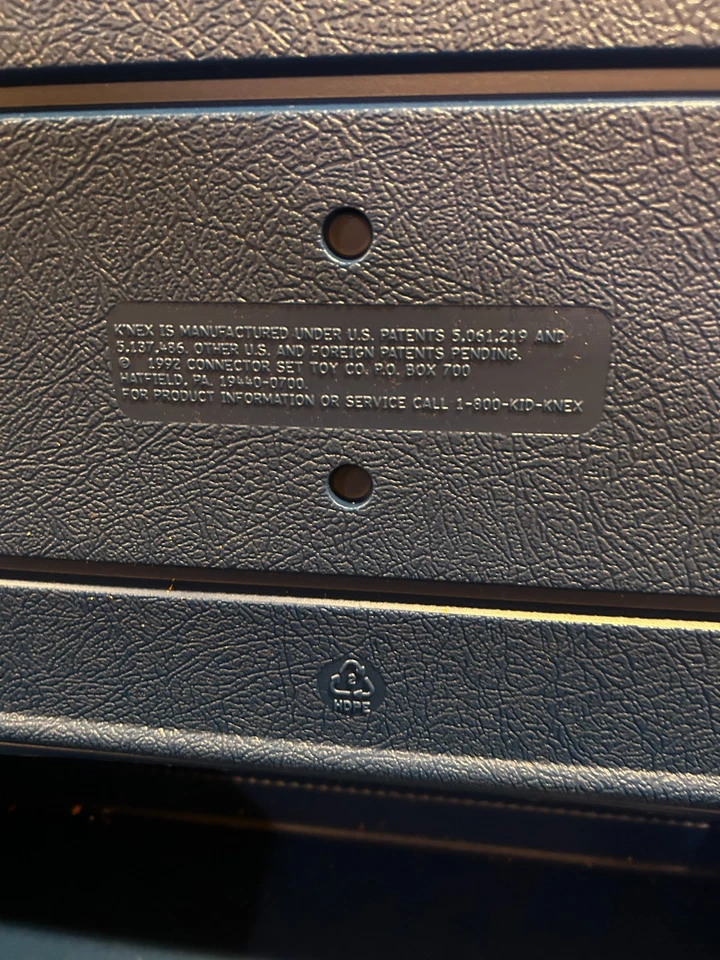 K'NEX IS MANUFACTURED UNDER U.S. PATENTS 5,061,219 AND
5,137,486. OTHER U.S. AND FOREIGN PATENTS PENDING.
© 1992 CONNECTOR SET TOY CO. P.O. BOX 700
HATFIELD, PA. 19440-0700.
FOR PRODUCT INFORMATION OR SERVICE CALL 1-800-KID-KNEX
2
HDPE